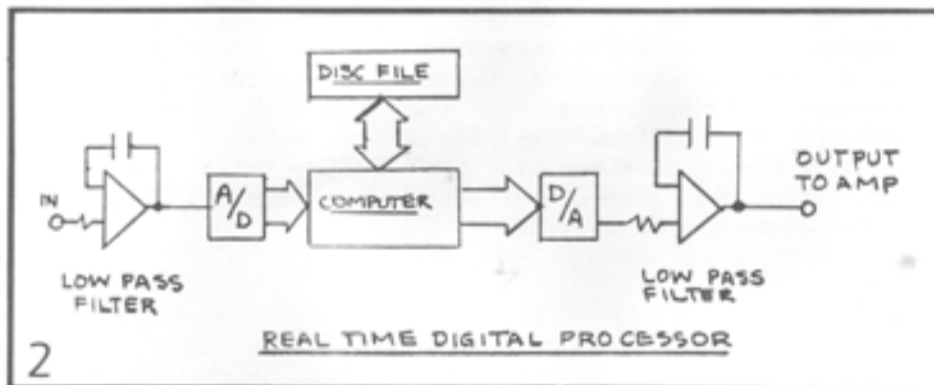 DISC FILE
IN
A/D
COMPUTER
D/A
OUTPUT
TO AMP
LOW PASS
FILTER
LOW PASS
FILTER
REAL TIME DIGITAL PROCESSOR
2